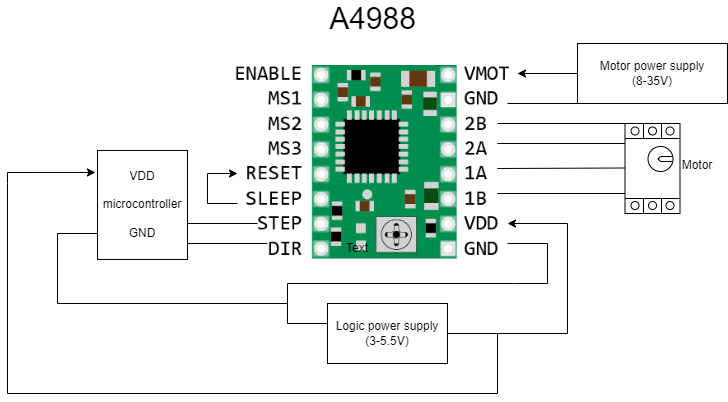 A4988
ENABLE
MS1
MS2
MS3
RESET
SLEEP
STEP
DIR
VMOT
GND
2B
2A
1A
1B
VDD
GND
Motor power supply
(8-35V)
Motor
VDD
microcontroller
GND
Text
Logic power supply
(3-5.5V)